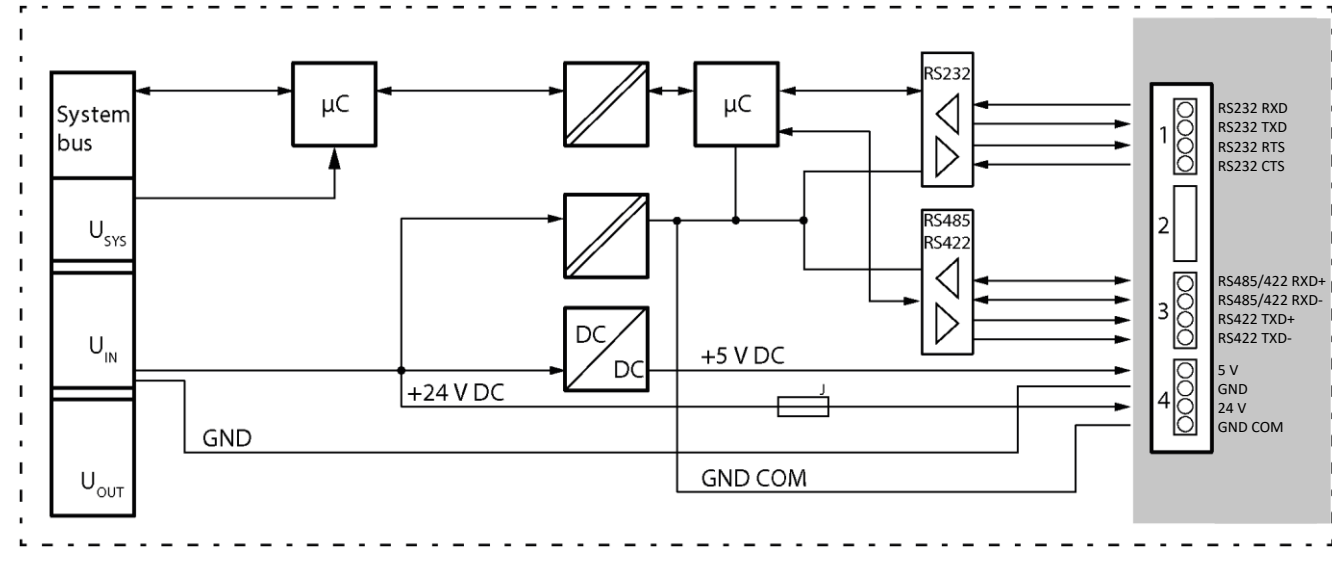 System
bus
U SYS
U IN
U OUT
µC
µC
DC
DC
+5 V DC
+24 V DC
J
GND
GND COM
RS232
RS485
RS422
1
2
3
4
RS232 RXD
RS232 TXD
RS232 RTS
RS232 CTS
RS485/422 RXD+
RS485/422 RXD-
RS422 TXD+
RS422 TXD-
5 V
GND
24 V
GND COM